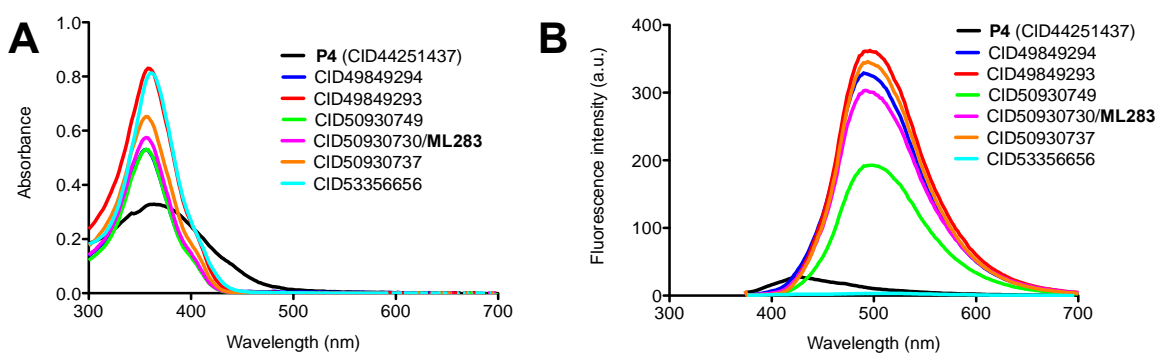 A
1.0
0.8
0.6
0.4
0.2
0.0
Absorbance
300
400
500
600
700
Wavelength (nm)
P4 (CID44251437)
CID49849294
CID49849293
CID50930749
CID50930730/ML283
CID50930737
CID53356656
B
400
300
200
100
0
Fluorescence intensity (a.u.)
300
400
500
600
700
Wavelength (nm)
P4 (CID44251437)
CID49849294
CID49849293
CID50930749
CID50930730/ML283
CID50930737
CID53356656